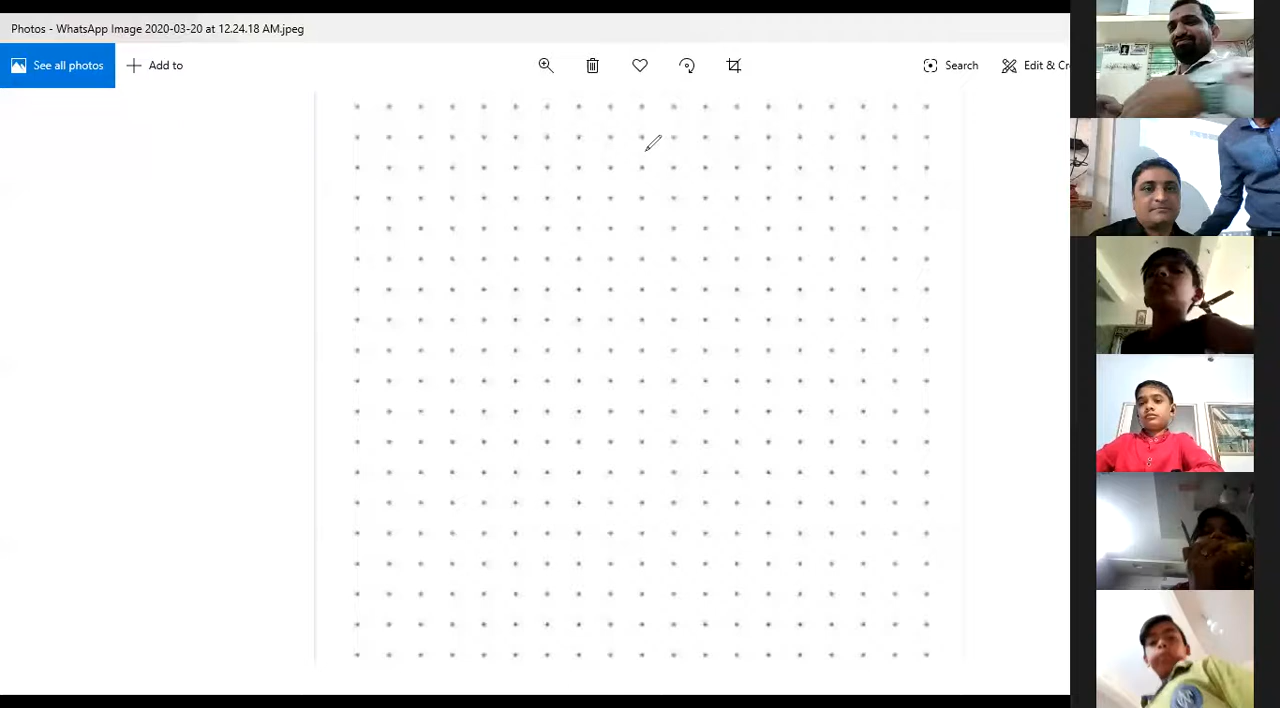 Photos - WhatsApp Image 2020-03-20 at 12.24.18 AM.jpeg
See all photos
Add to
Search
Edit & Cr